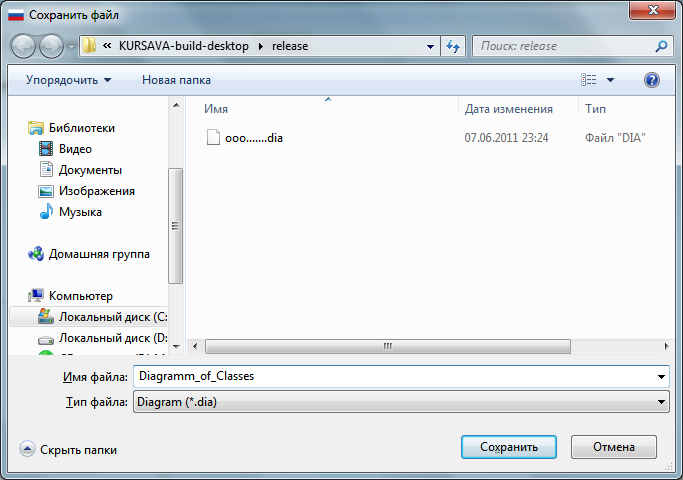 Сохранить файл
« KURSAVA-build-desktop release
Поиск: release
Упорядочить Новая папка
Имя Дата изменения Тип
ooo.......dia 07.06.2011 23:24 Файл "DIA"
Библиотеки
Видео
Документы
Изображения
Музыка
Домашняя группа
Компьютер
Локальный диск (C:
Локальный диск (D:
Имя файла: Diagramm_of_Classes
Тип файла: Diagram (*.dia)
Скрыть папки Сохранить Отмена